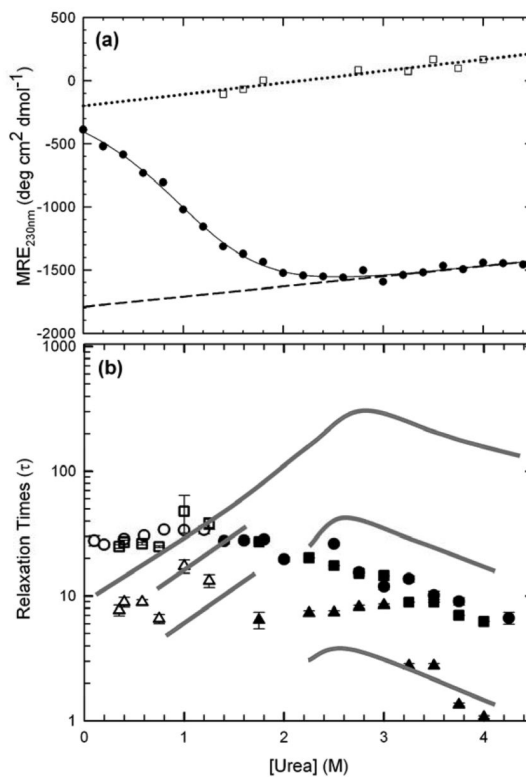 (a)
500
0
-500
-1000
-1500
-2000
MRE230nm (deg cm2 dmol-1)
(b)
1000
100
10
1
Relaxation Times (τ)
0 1 2 3 4
[Urea] (M)